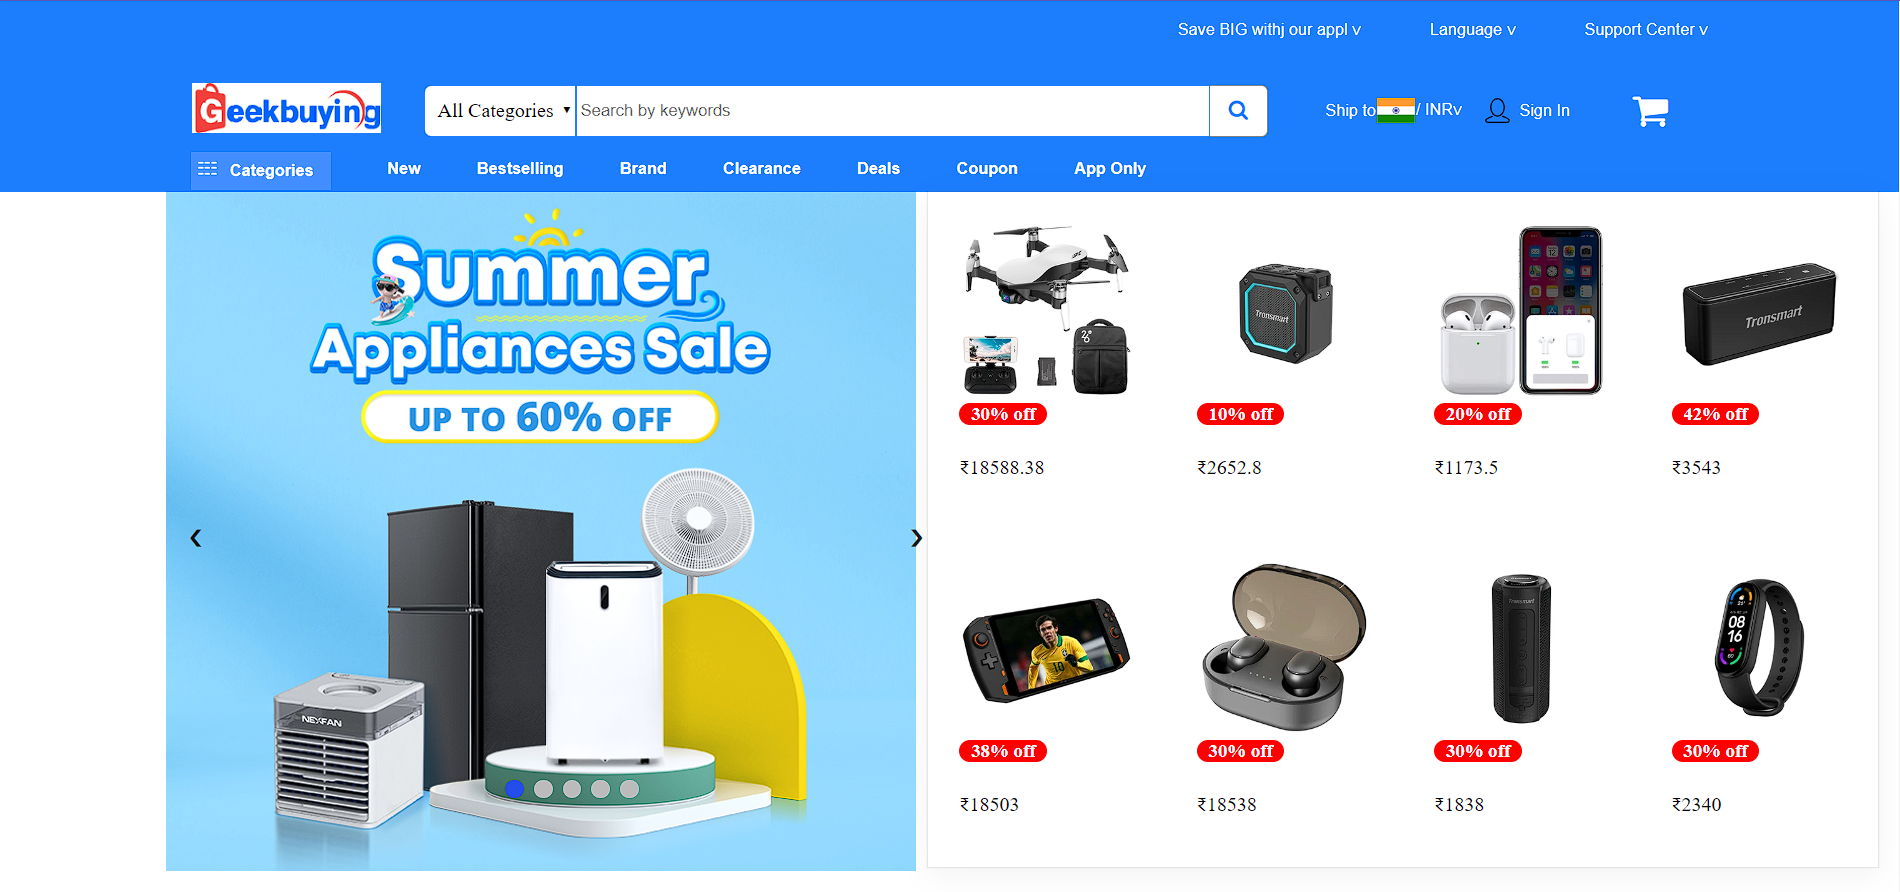 Save BIG withj our appl v
Language v
Support Center v
Geekbuying
All Categories
Search by keywords
Ship to / INRv
Sign In
Categories
New
Bestselling
Brand
Clearance
Deals
Coupon
App Only
Summer
Appliances Sale
UP TO 60% OFF
NEXFAN
Tronsmart
Tronsmart
30% off
10% off
20% off
42% off
₹18588.38
₹2652.8
₹1173.5
₹3543
10
Tronsmart
08
16
38% off
30% off
30% off
30% off
₹18503
₹18538
₹1838
₹2340